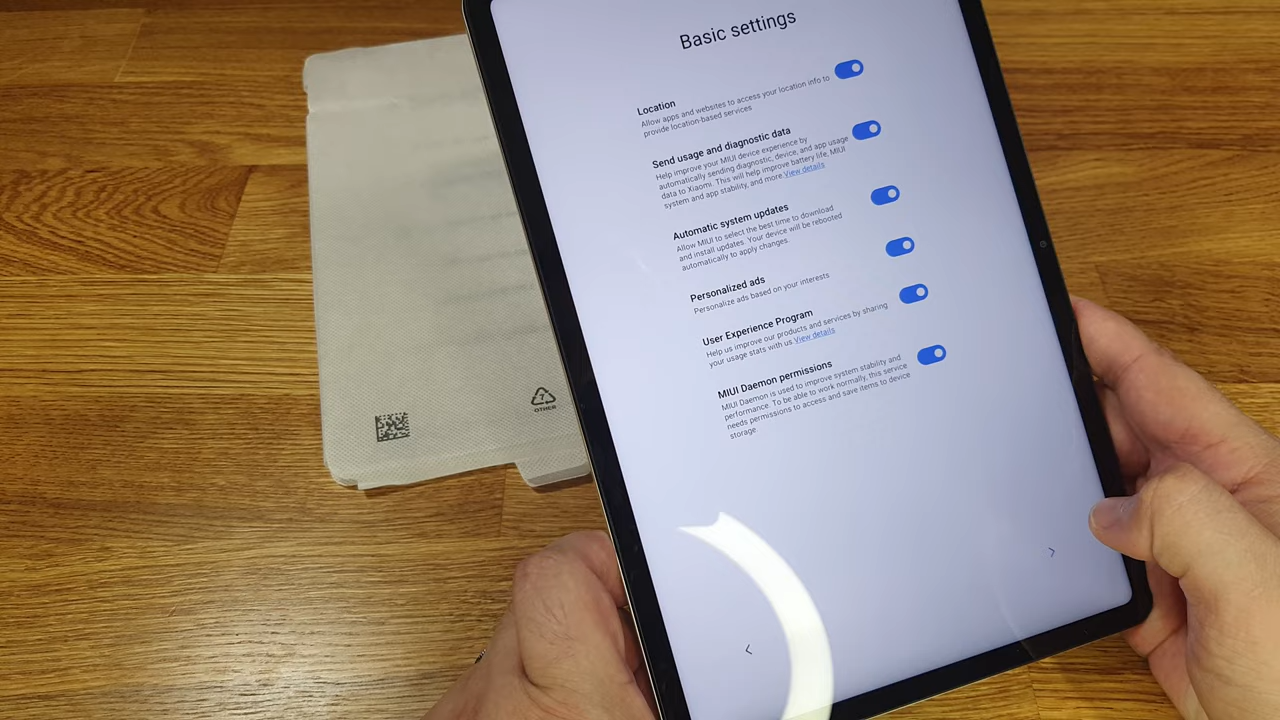 Basic settings
Location
Allow apps and websites to access your location info to
provide location-based services
Send usage and diagnostic data
Help improve your MIUI device experience by
automatically sending diagnostic, device, and app usage
data to Xiaomi. This will help improve battery life, MIUI
system and app stability, and more View details
Automatic system updates
Allow MIUI to select the best time to download
and install updates. Your device will be rebooted
automatically to apply changes.
Personalized ads
Personalize ads based on your interests
User Experience Program
Help us improve our products and services by sharing
your usage stats with us View details
MIUI Daemon permissions
MIUI Daemon is used to improve system stability and
performance. To be able to work normally, this service
needs permissions to access and save items to device
storage
7
OTHER